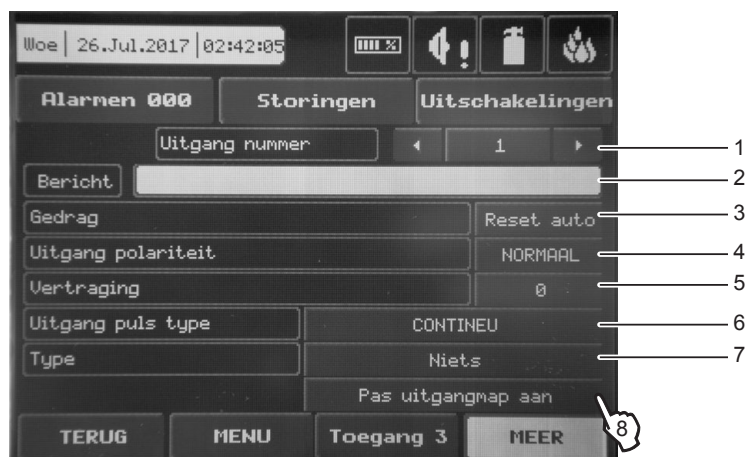 Woe 26.Jul.2017 02:42:05
Alarmen 000 Storingen Uitschakelingen
Uitgang nummer 1 1
Bericht 2
Gedrag Reset auto 3
Uitgang polariteit NORMAAL 4
Vertraging 0 5
Uitgang puls type CONTINEU 6
Type Niets 7
Pas uitgangmap aan
TERUG MENU Toegang 3 MEER 8